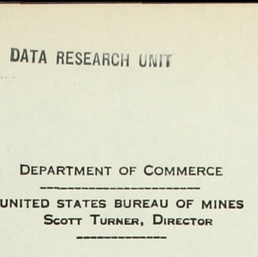 DATA RESEARCH UNIT
DEPARTMENT OF COMMERCE
UNITED STATES BUREAU OF MINES
SCOTT TURNER, DIRECTOR